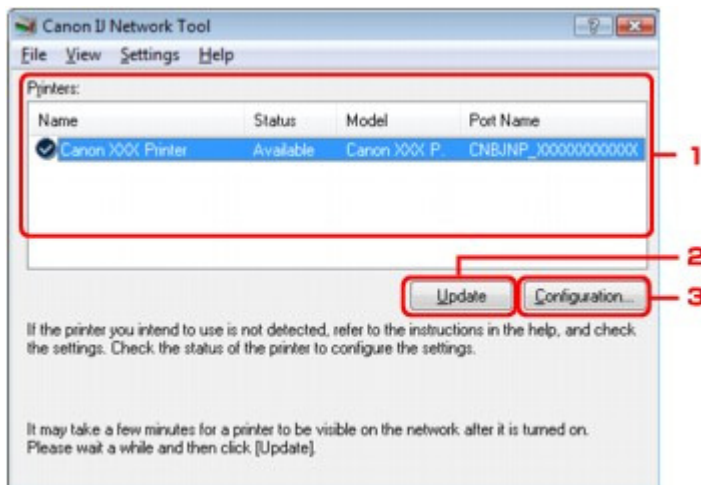 Canon IJ Network Tool
File View Settings Help
Printers:
Name Status Model Port Name
Canon XXX Printer Available Canon XXX P. CNBJNP_XXXXXXXXXXXX
1
2
Update Configuration...
3
If the printer you intend to use is not detected, refer to the instructions in the help, and check
the settings. Check the status of the printer to configure the settings.
It may take a few minutes for a printer to be visible on the network after it is turned on.
Please wait a while and then click [Update].